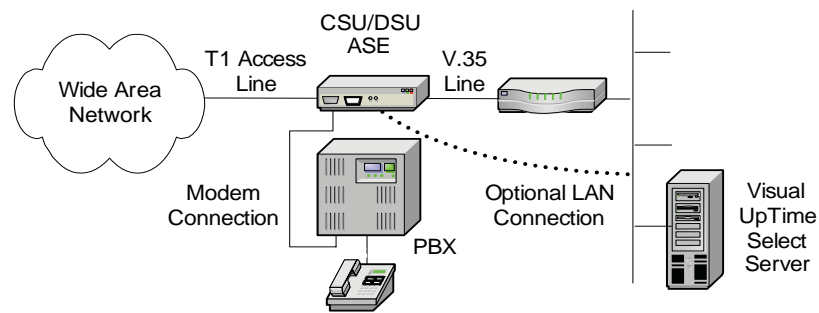 CSU/DSU
ASE
T1 Access
Line
V.35
Line
Wide Area
Network
Modem
Connection
Optional LAN
Connection
PBX
Visual
UpTime
Select
Server